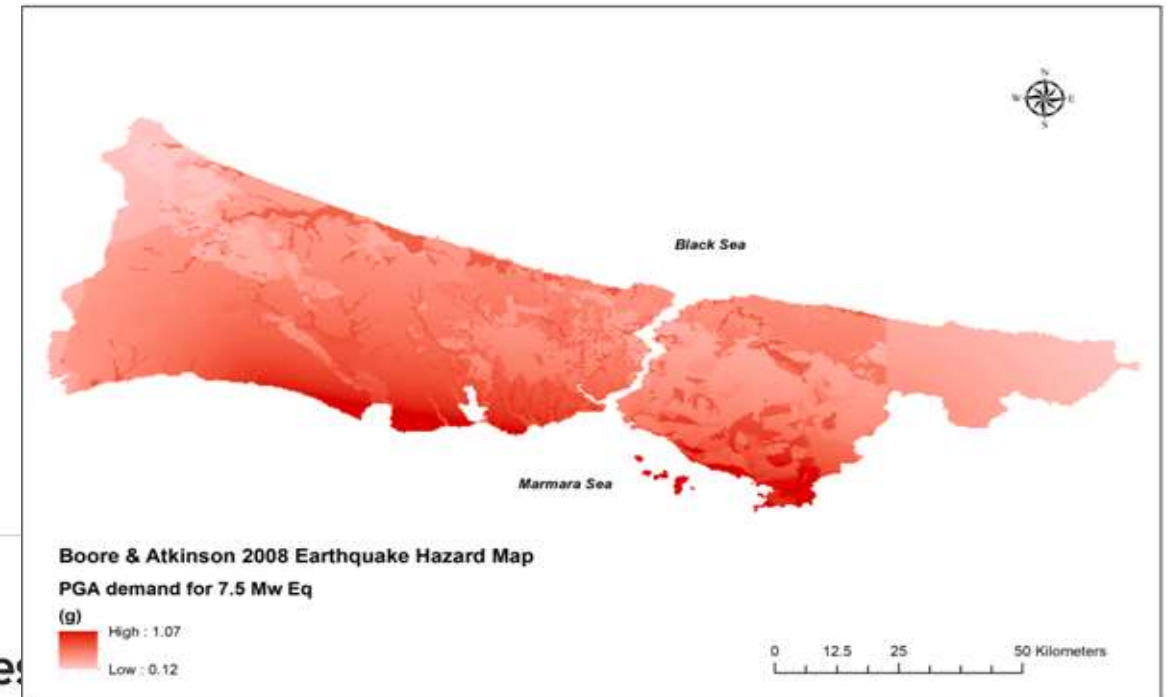 N
W E
S
Black Sea
Marmara Sea
Boore & Atkinson 2008 Earthquake Hazard Map
PGA demand for 7.5 Mw Eq
(g)
High : 1.07
Low : 0.12
0 12.5 25 50 Kilometers